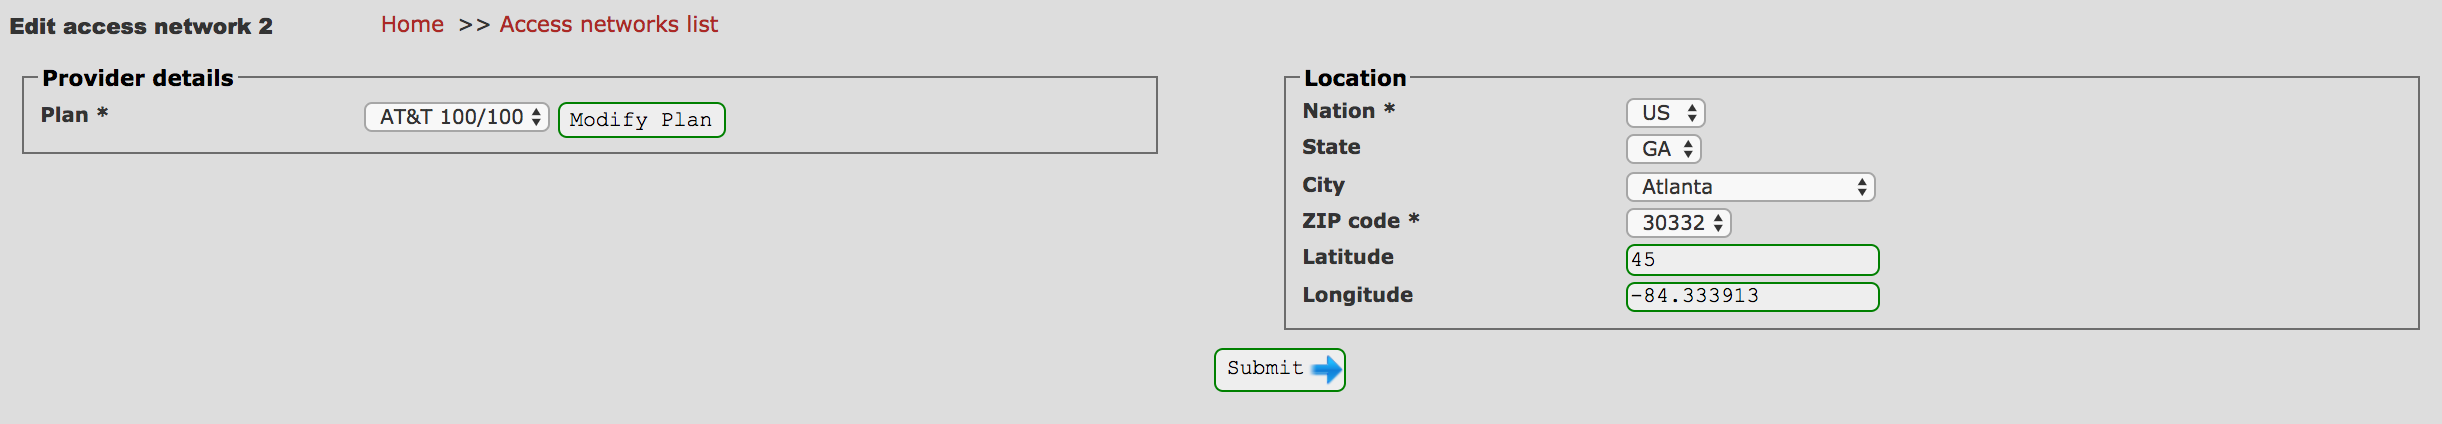 Edit access network 2 Home >> Access networks list
Provider details
Plan * AT&T 100/100 Modify Plan
Location
Nation * US
State GA
City Atlanta
ZIP code * 30332
Latitude 45
Longitude -84.333913
Submit